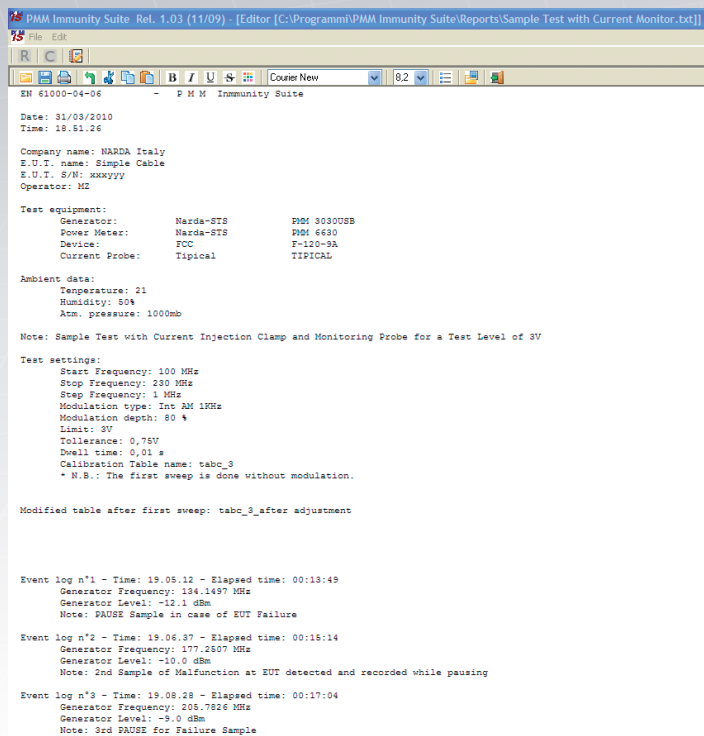 PMM Immunity Suite Rel. 1.03 (11/09) - [Editor [C:\Programmi\PMM Immunity Suite\Reports\Sample Test with Current Monitor.txt]]
File Edit
R C
B I U S Courier New 8,2
EN 61000-04-06 - P M M Inmmunity Suite
Date: 31/03/2010
Time: 18.51.26
Company name: NARDA Italy
E.U.T. name: Simple Cable
E.U.T. S/N: xxxyyy
Operator: MZ
Test equipment:
Generator: Narda-STS PMM 3030USB
Power Meter: Narda-STS PMM 6630
Device: FCC F-120-9A
Current Probe: Tipical TIPICAL
Ambient data:
Tenperature: 21
Humidity: 50%
Atm. pressure: 1000mb
Note: Sample Test with Current Injection Clamp and Monitoring Probe for a Test Level of 3V
Test settings:
Start Frequency: 100 MHz
Stop Frequency: 230 MHz
Step Frequency: 1 MHz
Modulation type: Int AM 1KHz
Modulation depth: 80 %
Limit: 3V
Tollerance: 0,75V
Dwell time: 0,01 s
Calibration Table name: tabc_3
* N.B.: The first sweep is done without modulation.
Modified table after first sweep: tabc_3_after adjustment
Event log n°1 - Time: 19.05.12 - Elapsed time: 00:13:49
Generator Frequency: 134.1497 MHz
Generator Level: -12.1 dBm
Note: PAUSE Sample in case of EUT Failure
Event log n°2 - Time: 19.06.37 - Elapsed time: 00:15:14
Generator Frequency: 177.2507 MHz
Generator Level: -10.0 dBm
Note: 2nd Sample of Malfunction at EUT detected and recorded while pausing
Event log n°3 - Time: 19.08.28 - Elapsed time: 00:17:04
Generator Frequency: 205.7826 MHz
Generator Level: -9.0 dBm
Note: 3rd PAUSE for Failure Sample